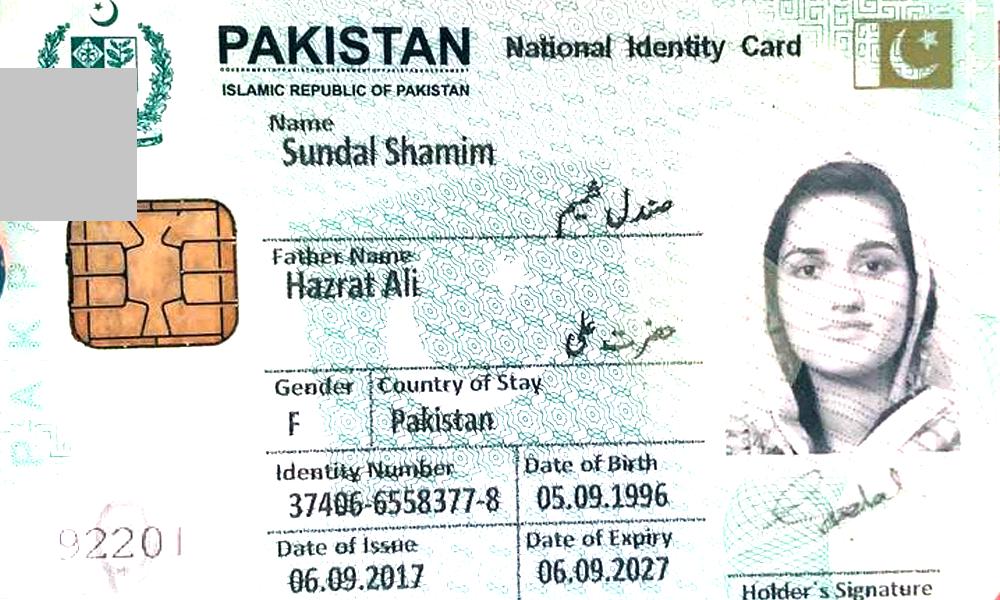 PAKISTAN National Identity Card
ISLAMIC REPUBLIC OF PAKISTAN
Name
Sundal Shamim
صندل شمیم
Father Name
Hazrat Ali
حضرت علی
Gender Country of Stay
F Pakistan
Identity Number Date of Birth
37406-6558377-8 05.09.1996
Date of Issue Date of Expiry
06.09.2017 06.09.2027
92201
Holder's Signature